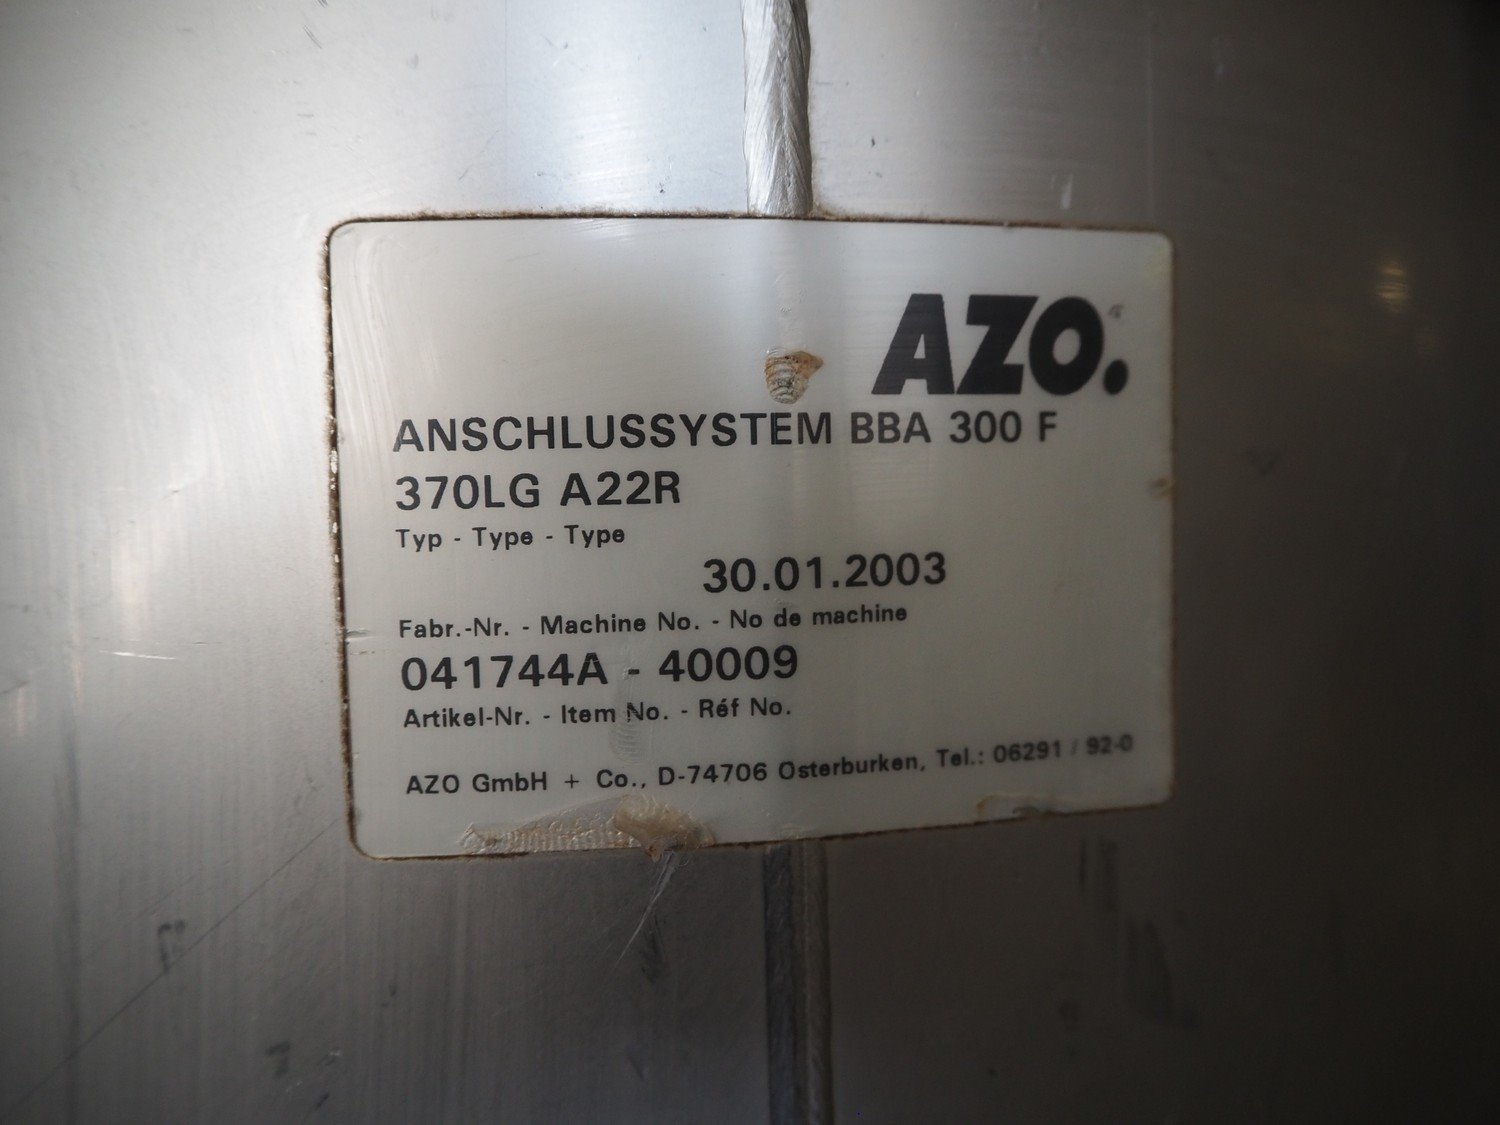 AZO.
ANSCHLUSSYSTEM BBA 300 F
370LG A22R
Typ - Type - Type
30.01.2003
Fabr.-Nr. - Machine No. - No de machine
041744A - 40009
Artikel-Nr. - Item No. - Réf No.
AZO GmbH + Co., D-74706 Osterburken, Tel.: 06291 / 92-0